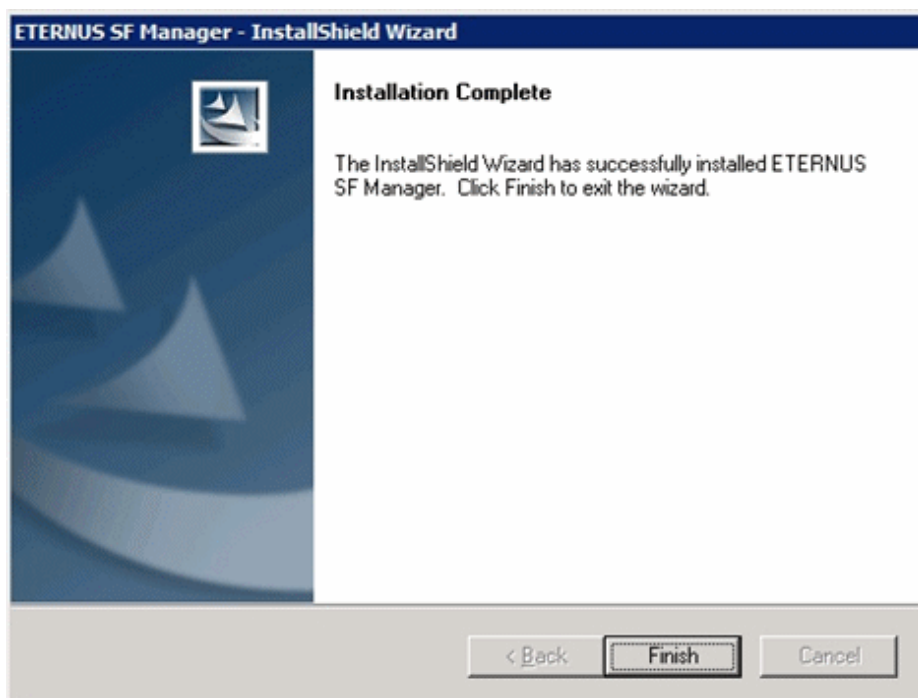 ETERNUS SF Manager - InstallShield Wizard
Installation Complete
The InstallShield Wizard has successfully installed ETERNUS
SF Manager. Click Finish to exit the wizard.
< Back Finish Cancel